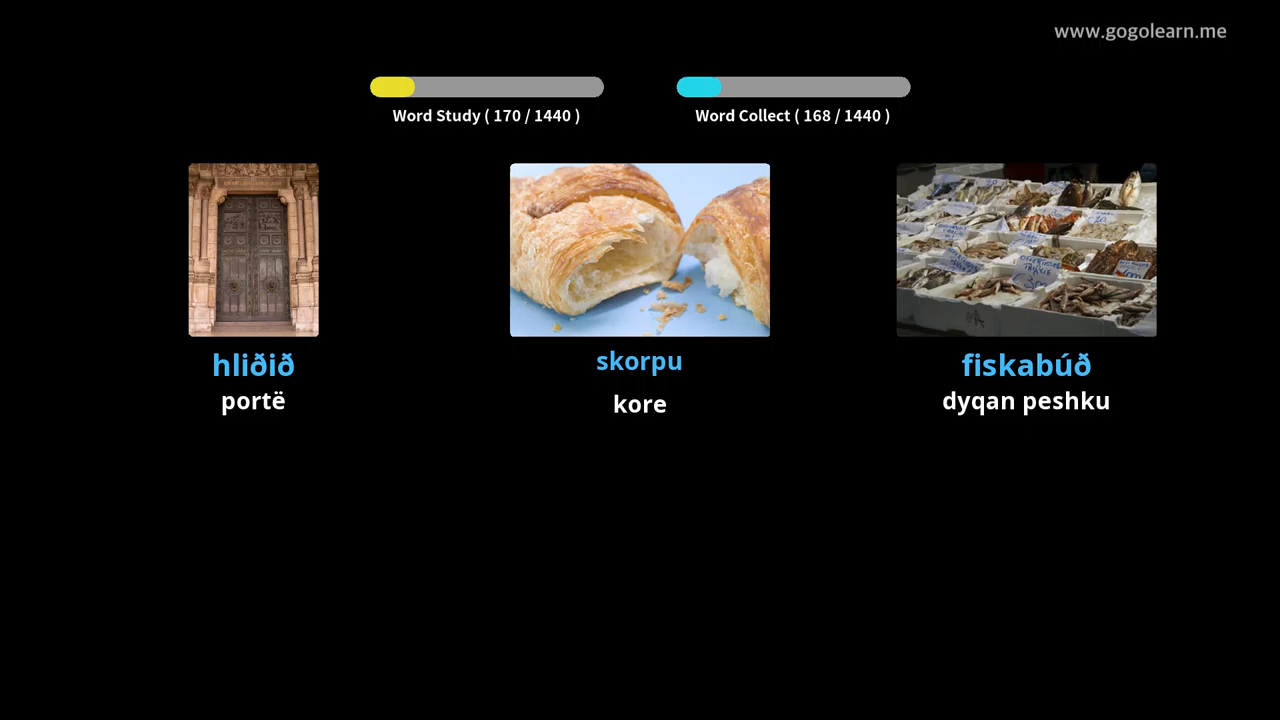 www.gogolearn.me
Word Study ( 170 / 1440 )
Word Collect ( 168 / 1440 )
hliðið
skorpu
fiskabúð
portë
kore
dyqan peshku